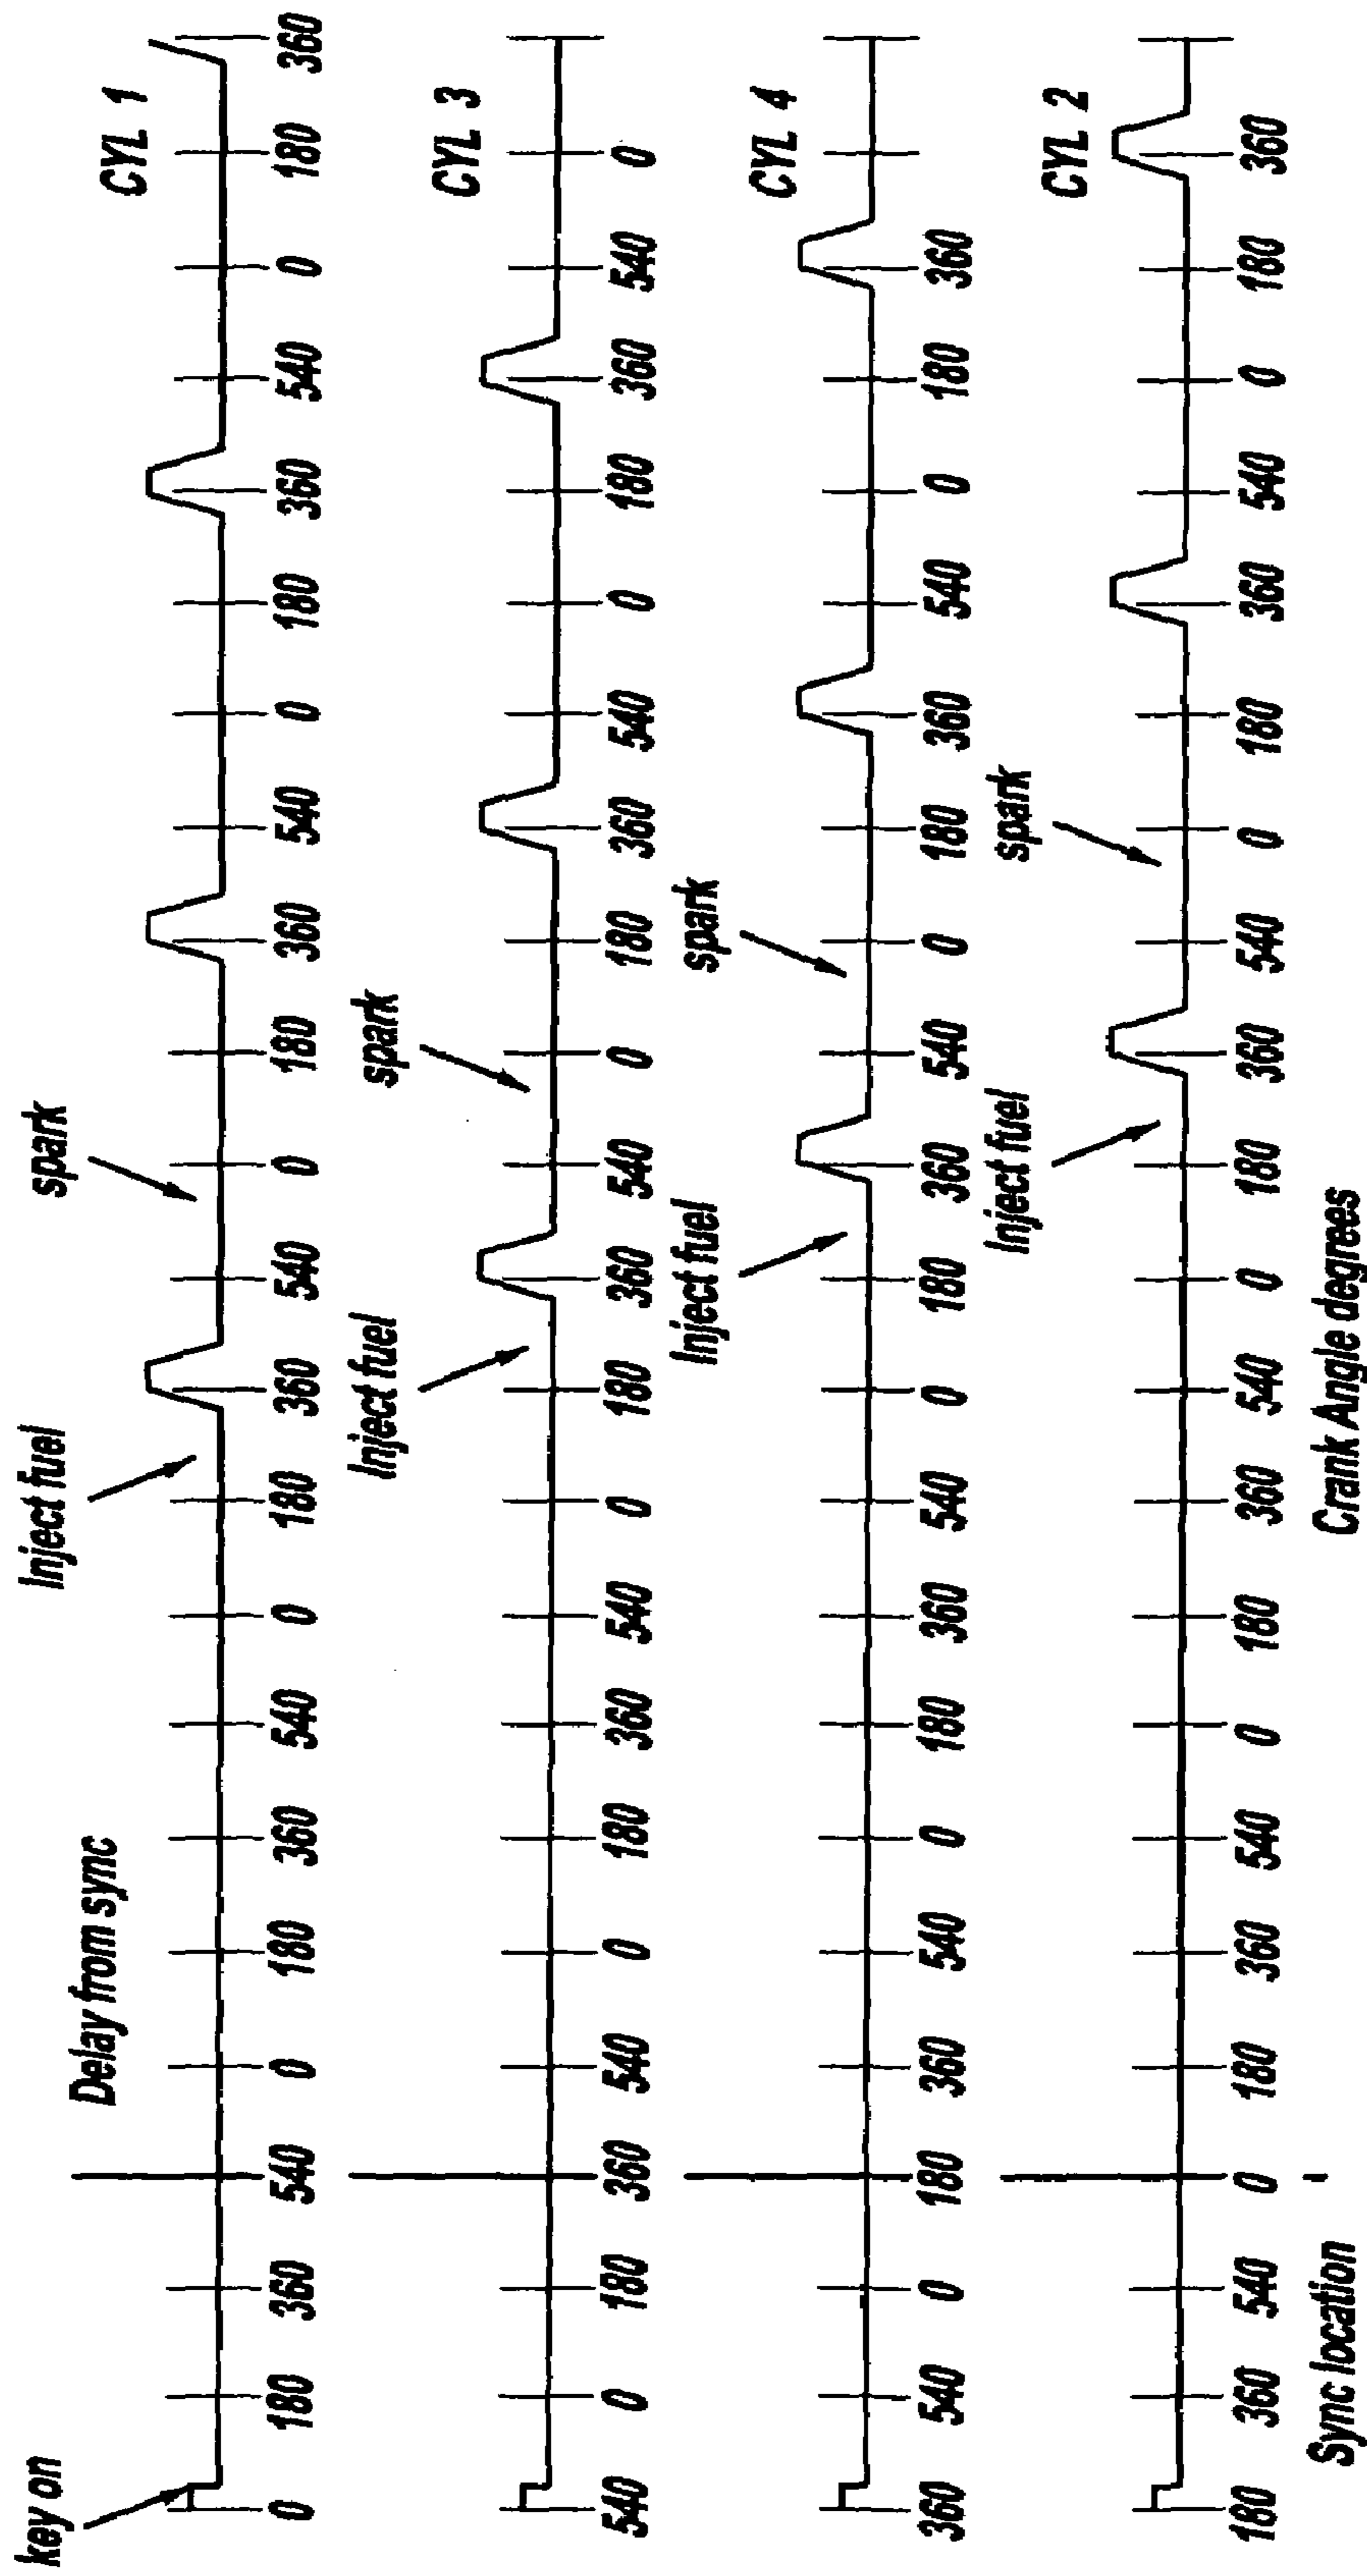 key on
Delay from sync
Inject fuel
spark
CYL 1
0 180 360 540 0 180 360 540 0 180 360 540 0 180 360 540 0 180 360 540 0 180 360
Inject fuel
spark
CYL 3
540 0 180 360 540 0 180 360 540 0 180 360 540 0 180 360 540 0 180 360 540 0
Inject fuel
spark
CYL 4
360 540 0 180 360 540 0 180 360 540 0 180 360 540 0 180 360 540 0 180 360
Inject fuel
spark
CYL 2
180 360 540 0 180 360 540 0 180 360 540 0 180 360 540 0 180 360 540 0 180 360
Sync location
Crank Angle degrees